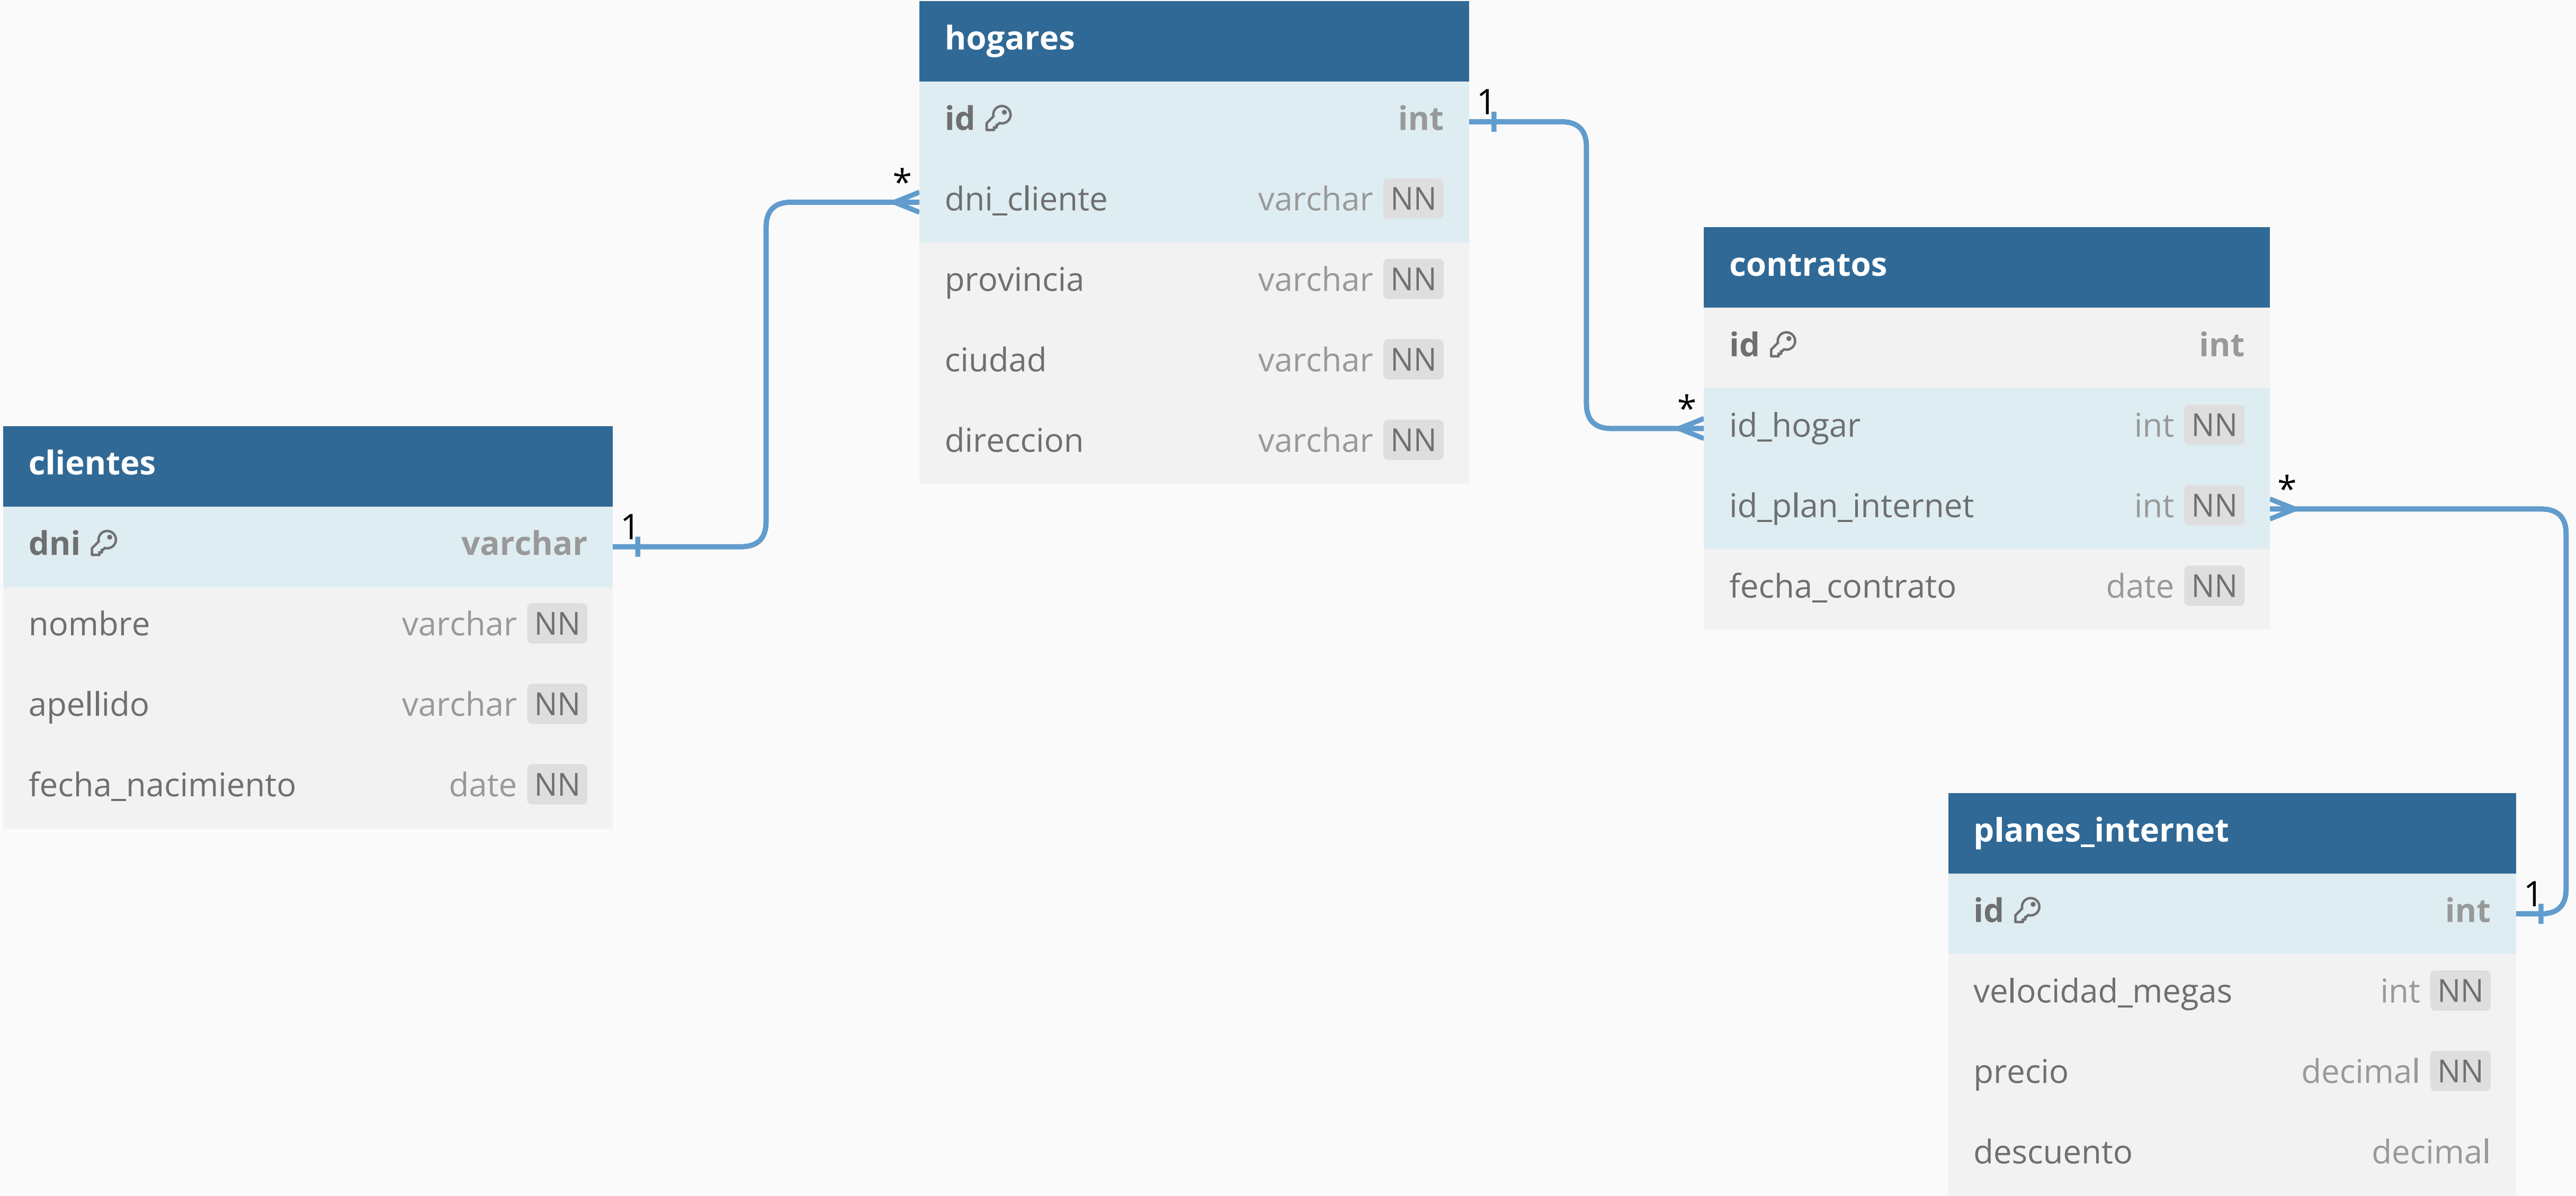 hogares
id int
dni_cliente varchar NN
provincia varchar NN
ciudad varchar NN
direccion varchar NN
1
*
contratos
id int
id_hogar int NN
id_plan_internet int NN
fecha_contrato date NN
*
*
clientes
dni varchar
nombre varchar NN
apellido varchar NN
fecha_nacimiento date NN
1
planes_internet
id int
velocidad_megas int NN
precio decimal NN
descuento decimal
1